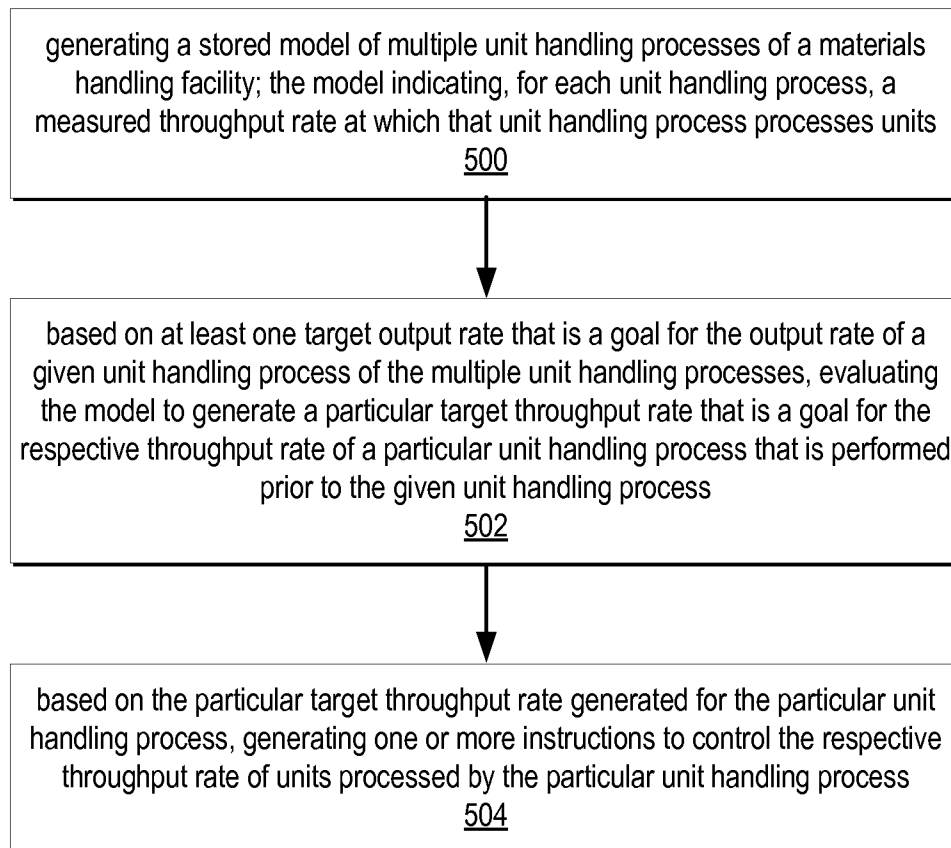 generating a stored model of multiple unit handling processes of a materials
handling facility; the model indicating, for each unit handling process, a
measured throughput rate at which that unit handling process processes units
500
based on at least one target output rate that is a goal for the output rate of a
given unit handling process of the multiple unit handling processes, evaluating
the model to generate a particular target throughput rate that is a goal for the
respective throughput rate of a particular unit handling process that is performed
prior to the given unit handling process
502
based on the particular target throughput rate generated for the particular unit
handling process, generating one or more instructions to control the respective
throughput rate of units processed by the particular unit handling process
504